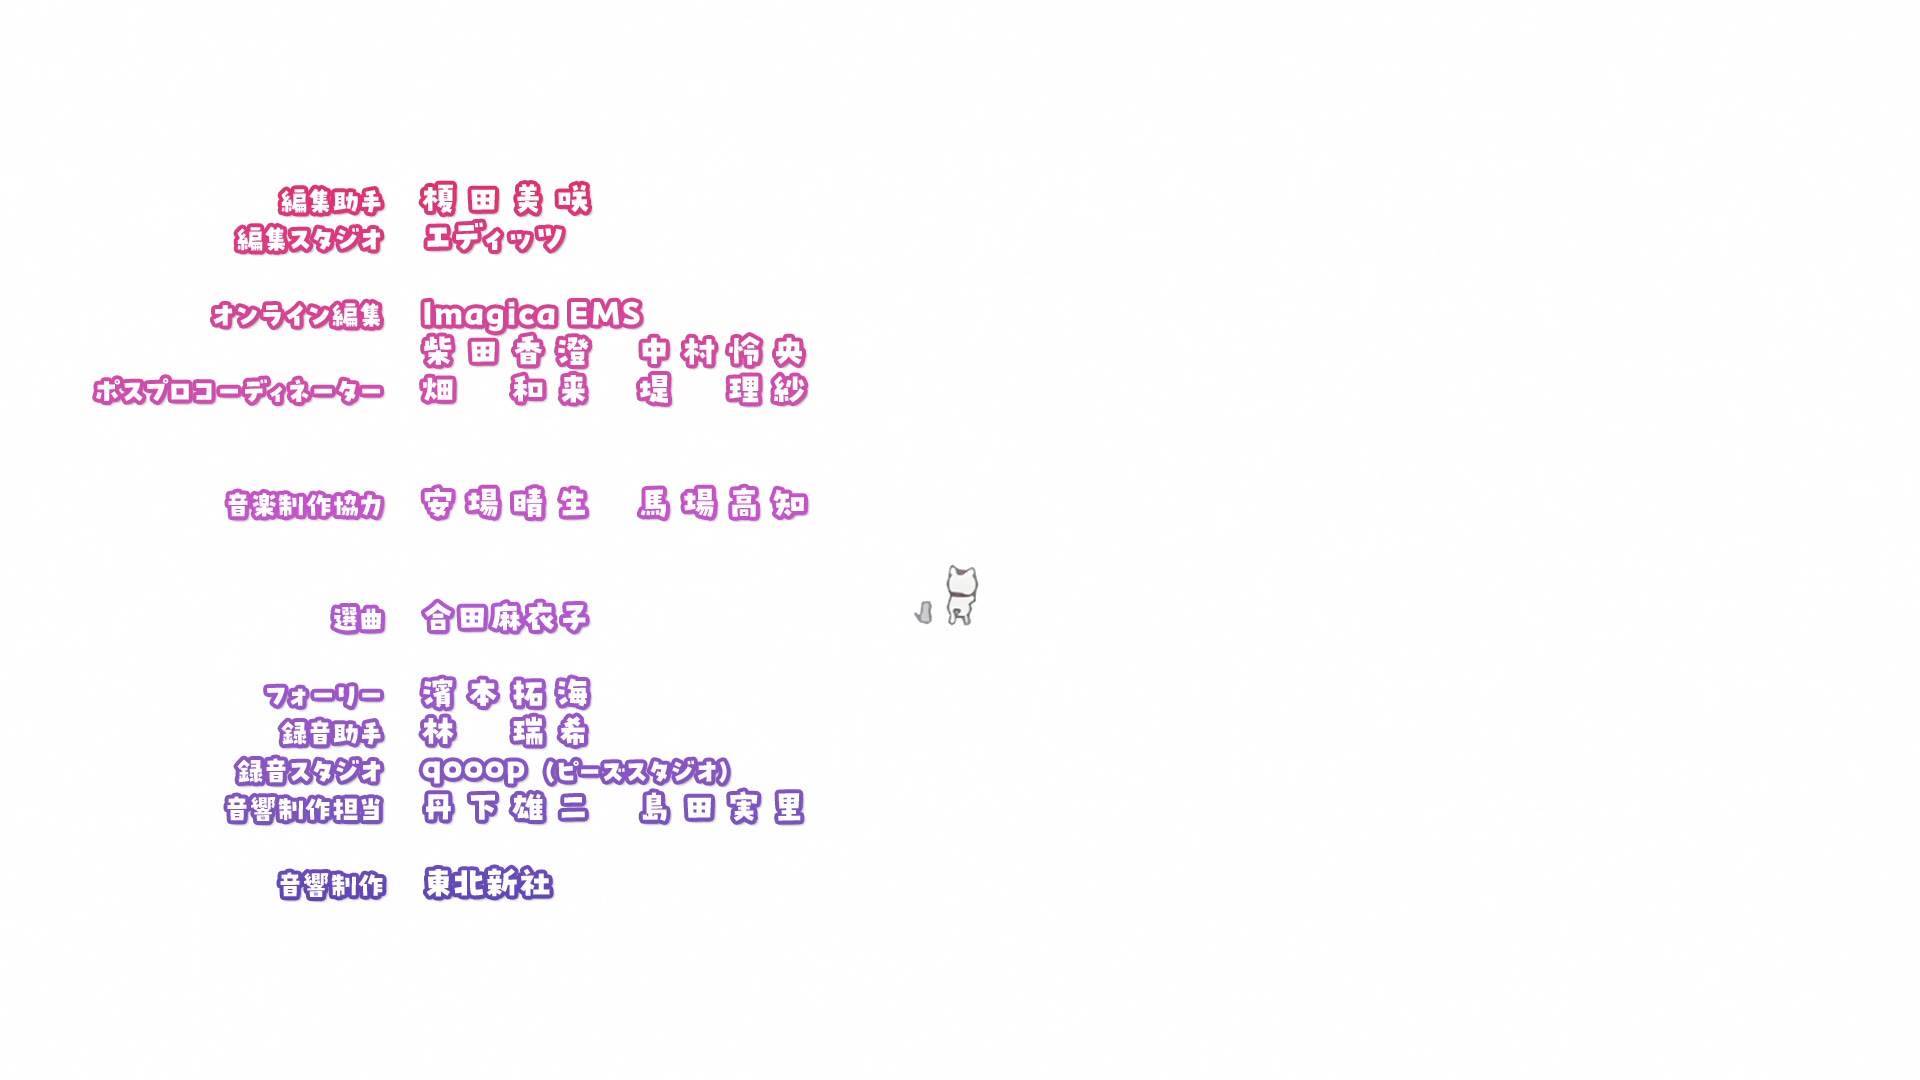 編集助手 榎田美咲
編集スタジオ エディッツ
オンライン編集 Imagica EMS
柴田香澄 中村怜央
ポスプロコーディネーター 畑 和来 堤 理紗
音楽制作協力 安場晴生 馬場高知
選曲 合田麻衣子
フォーリー 濱本拓海
録音助手 林 瑞希
録音スタジオ qooop（ピーズスタジオ）
音響制作担当 丹下雄二 島田実里
音響制作 東北新社